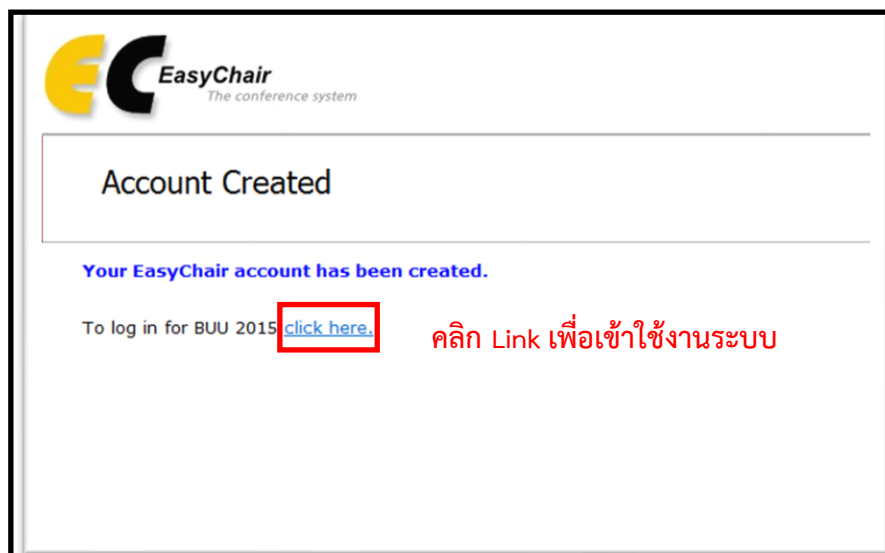 EC EasyChair
The conference system
Account Created
Your EasyChair account has been created.
To log in for BUU 2015 click here.
คลิก Link เพื่อเข้าใช้งานระบบ